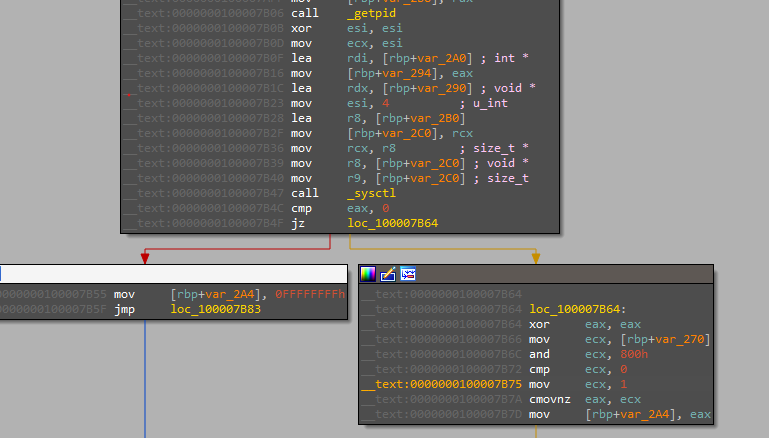 __text:0000000100007B06 call    _getpid
__text:0000000100007B0B xor     esi, esi
__text:0000000100007B0D mov     ecx, esi
__text:0000000100007B0F lea     rdi, [rbp+var_2A0] ; int *
__text:0000000100007B16 mov     [rbp+var_294], eax
__text:0000000100007B1C lea     rdx, [rbp+var_290] ; void *
__text:0000000100007B23 mov     esi, 4          ; u_int
__text:0000000100007B28 lea     r8, [rbp+var_2B0]
__text:0000000100007B2F mov     [rbp+var_2C0], rcx
__text:0000000100007B36 mov     rcx, r8         ; size_t *
__text:0000000100007B39 mov     r8, [rbp+var_2C0] ; void *
__text:0000000100007B40 mov     r9, [rbp+var_2C0] ; size_t
__text:0000000100007B47 call    _sysctl
__text:0000000100007B4C cmp     eax, 0
__text:0000000100007B4F jz      loc_100007B64
0000000100007B55 mov     [rbp+var_2A4], 0FFFFFFFFh
0000000100007B5F jmp     loc_100007B83
__text:0000000100007B64
__text:0000000100007B64 loc_100007B64:
__text:0000000100007B64 xor     eax, eax
__text:0000000100007B66 mov     ecx, [rbp+var_270]
__text:0000000100007B6C and     ecx, 800h
__text:0000000100007B72 cmp     ecx, 0
__text:0000000100007B75 mov     ecx, 1
__text:0000000100007B7A cmovnz  eax, ecx
__text:0000000100007B7D mov     [rbp+var_2A4], eax